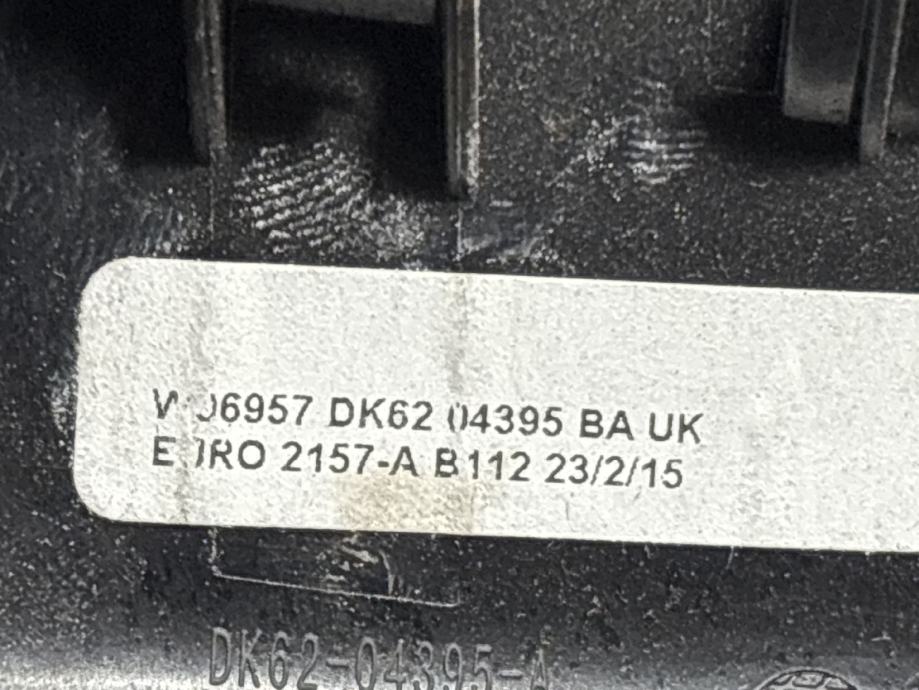 DK62 04395 BA UK
2157-A B112 23/2/15
DK62-04395-A